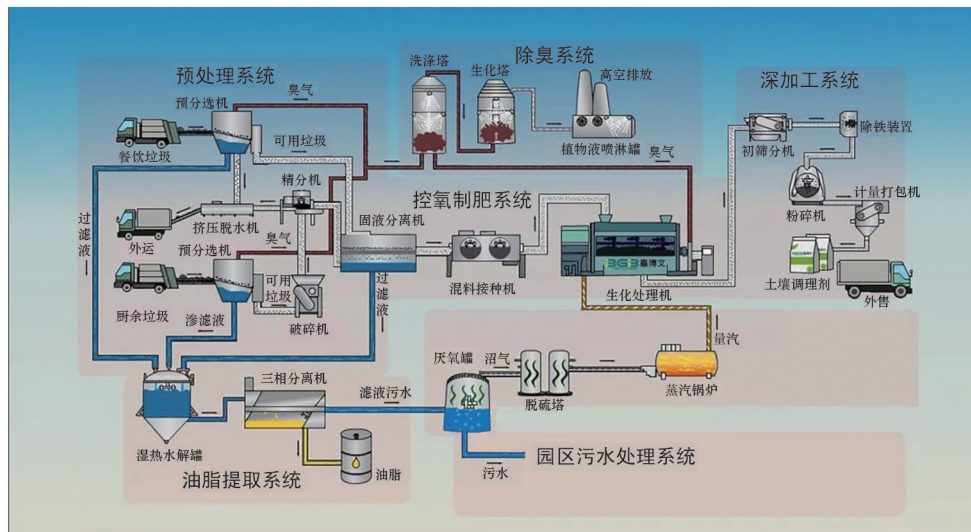 除臭系统
预处理系统
深加工系统
洗涤塔
生化塔
高空排放
预分选机
臭气
可用垃圾
餐饮垃圾
植物液喷淋罐
初筛分机
除铁装置
臭气
精分机
控氧制肥系统
粉碎机
计量打包机
过滤液
挤压脱水机
固液分离机
外运
臭气
预分选机
可用
垃圾
过滤液
混料接种机
BGB 嘉博文
生化处理机
土壤调理剂
外售
厨余垃圾
渗滤液
破碎机
量汽
厌氧罐
沼气
脱硫塔
蒸汽锅炉
三相分离机
滤液污水
湿热水解罐
油脂
污水
园区污水处理系统
油脂提取系统